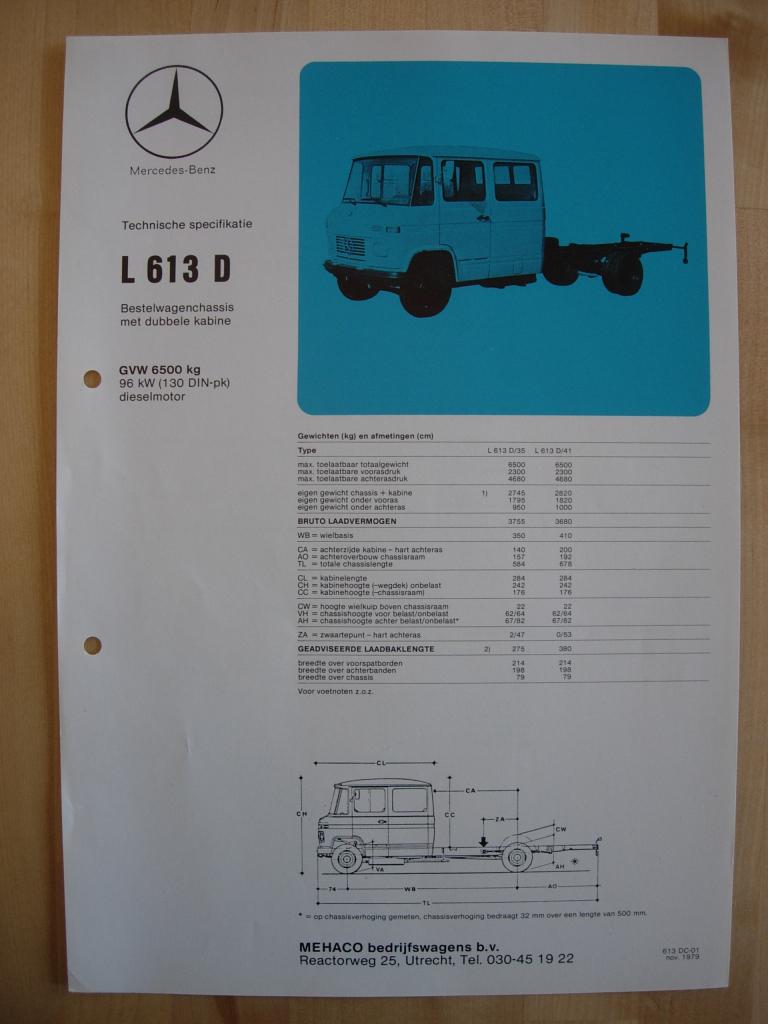 Mercedes-Benz
Technische specifikatie
L 613 D
Bestelwagenchassis
met dubbele kabine
GVW 6500 kg
96 kW (130 DIN-pk)
dieselmotor
Gewichten (kg) en afmetingen (cm)
Type L 613 D/35 L 613 D/41
max. toelaatbaar totaalgewicht 6500 6500
max. toelaatbare voorasdruk 2300 2300
max. toelaatbare achterasdruk 4680 4680
eigen gewicht chassis + kabine 1) 2745 2820
eigen gewicht onder vooras 1795 1820
eigen gewicht onder achteras 950 1000
BRUTO LAADVERMOGEN 3755 3680
WB = wielbasis 350 410
CA = achterzijde kabine – hart achteras 140 200
AO = achteroverbouw chassisraam 157 192
TL = totale chassislengte 584 678
CL = kabinelengte 284 284
CH = kabinehoogte (–wegdek) onbelast 242 242
CC = kabinehoogte (–chassisraam) 176 176
CW = hoogte wielkuip boven chassisraam 22 22
VH = chassishoogte voor belast/onbelast 62/64 62/64
AH = chassishoogte achter belast/onbelast* 67/82 67/82
ZA = zwaartepunt – hart achteras 2/47 0/53
GEADVISEERDE LAADBAKLENGTE 2) 275 380
breedte over voorspatborden 214 214
breedte over achterbanden 198 198
breedte over chassis 79 79
Voor voetnoten z.o.z.
CL
CA
CH
CC
ZA
CW
VA
AH
*
74
WB
AO
TL
* = op chassisverhoging gemeten, chassisverhoging bedraagt 32 mm over een lengte van 500 mm.
MEHACO bedrijfswagens b.v.
Reactorweg 25, Utrecht, Tel. 030-45 19 22
613 DC-01
nov. 1979